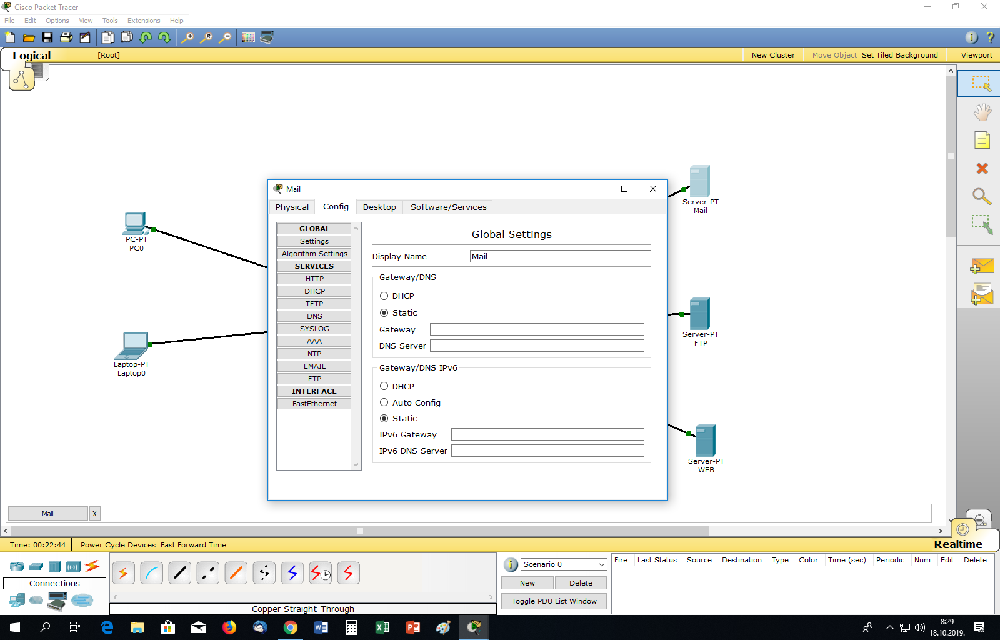 Cisco Packet Tracer
File Edit Options View Tools Extensions Help
Logical [Root] New Cluster Move Object Set Tiled Background Viewport
Server-PT
Mail
PC-PT
PC0
Server-PT
FTP
Laptop-PT
Laptop0
Server-PT
WEB
Mail
Physical Config Desktop Software/Services
GLOBAL
Settings
Algorithm Settings
SERVICES
HTTP
DHCP
TFTP
DNS
SYSLOG
AAA
NTP
EMAIL
FTP
INTERFACE
FastEthernet
Global Settings
Display Name Mail
Gateway/DNS
DHCP
Static
Gateway
DNS Server
Gateway/DNS IPv6
DHCP
Auto Config
Static
IPv6 Gateway
IPv6 DNS Server
Mail X
Time: 00:22:44 Power Cycle Devices Fast Forward Time Realtime
Connections
Copper Straight-Through
Scenario 0
New Delete
Toggle PDU List Window
Fire Last Status Source Destination Type Color Time (sec) Periodic Num Edit Delete
8:29
18.10.2019.